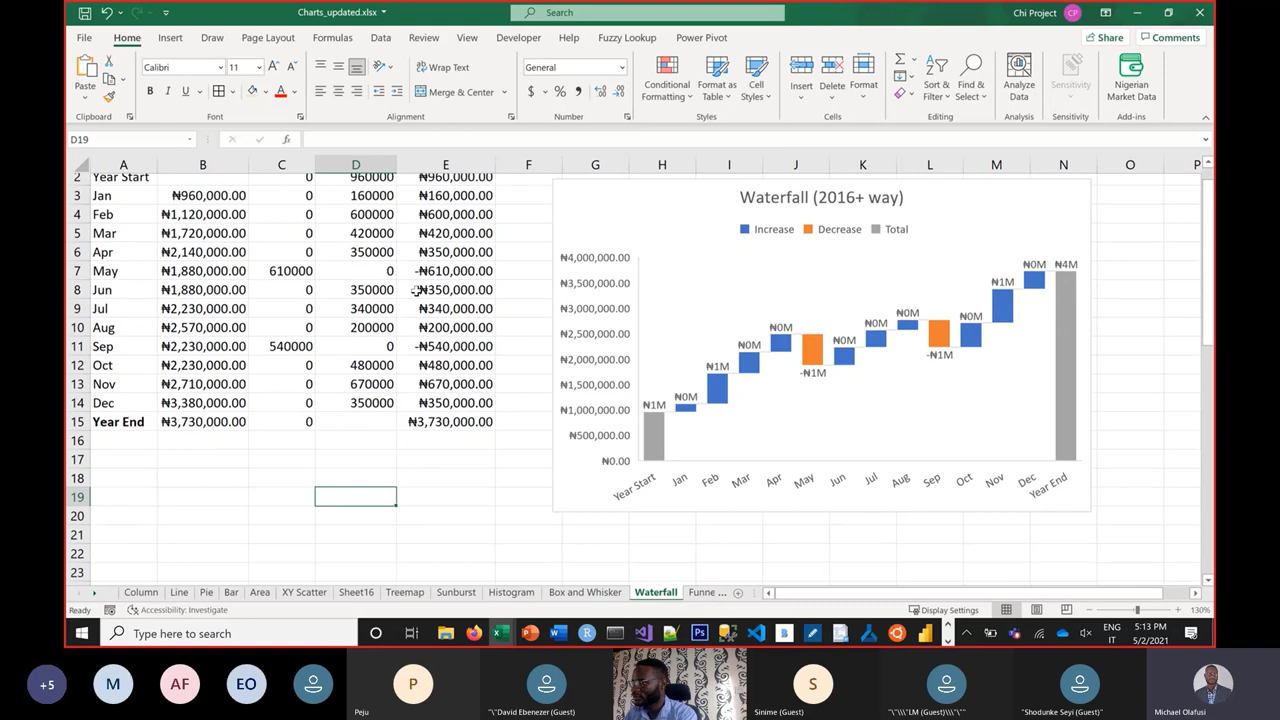 Charts_updated.xlsx
Search
Chi Project CP
File Home Insert Draw Page Layout Formulas Data Review View Developer Help Fuzzy Lookup Power Pivot Share Comments
Calibri 11 Wrap Text General
Paste B I U Merge & Center $ % Conditional Formatting Format as Table Cell Styles Insert Delete Format Sort & Filter Find & Select Analyze Data Sensitivity Nigerian Market Data
Clipboard Font Alignment Number Styles Cells Editing Analysis Sensitivity Add-ins
D19 fx
A B C D E F G H I J K L M N O P
2 Year Start 0 960000 ₦960,000.00
3 Jan ₦960,000.00 0 160000 ₦160,000.00
4 Feb ₦1,120,000.00 0 600000 ₦600,000.00
5 Mar ₦1,720,000.00 0 420000 ₦420,000.00
6 Apr ₦2,140,000.00 0 350000 ₦350,000.00
7 May ₦1,880,000.00 610000 0 -₦610,000.00
8 Jun ₦1,880,000.00 0 350000 ₦350,000.00
9 Jul ₦2,230,000.00 0 340000 ₦340,000.00
10 Aug ₦2,570,000.00 0 200000 ₦200,000.00
11 Sep ₦2,230,000.00 540000 0 -₦540,000.00
12 Oct ₦2,230,000.00 0 480000 ₦480,000.00
13 Nov ₦2,710,000.00 0 670000 ₦670,000.00
14 Dec ₦3,380,000.00 0 350000 ₦350,000.00
15 Year End ₦3,730,000.00 0 ₦3,730,000.00
16
17
18
19
20
21
22
23
Waterfall (2016+ way)
Increase Decrease Total
₦4,000,000.00
₦3,500,000.00
₦3,000,000.00
₦2,500,000.00
₦2,000,000.00
₦1,500,000.00
₦1,000,000.00
₦500,000.00
₦0.00
₦1M ₦0M ₦1M ₦0M ₦0M -₦1M ₦0M ₦0M ₦0M -₦1M ₦0M ₦1M ₦0M ₦4M
Year Start Jan Feb Mar Apr May Jun Jul Aug Sep Oct Nov Dec Year End
Column Line Pie Bar Area XY Scatter Sheet16 Treemap Sunburst Histogram Box and Whisker Waterfall Funne ...
Ready Accessibility: Investigate Display Settings 130%
Type here to search
ENG
IT
5:13 PM
5/2/2021
+5 M AF EO P S
Peju
"\"David Ebenezer (Guest)
Sinime (Guest)
"\"\\\"LM (Guest)\\\"\""
"Shodunke Seyi (Guest)
Michael Olafusi